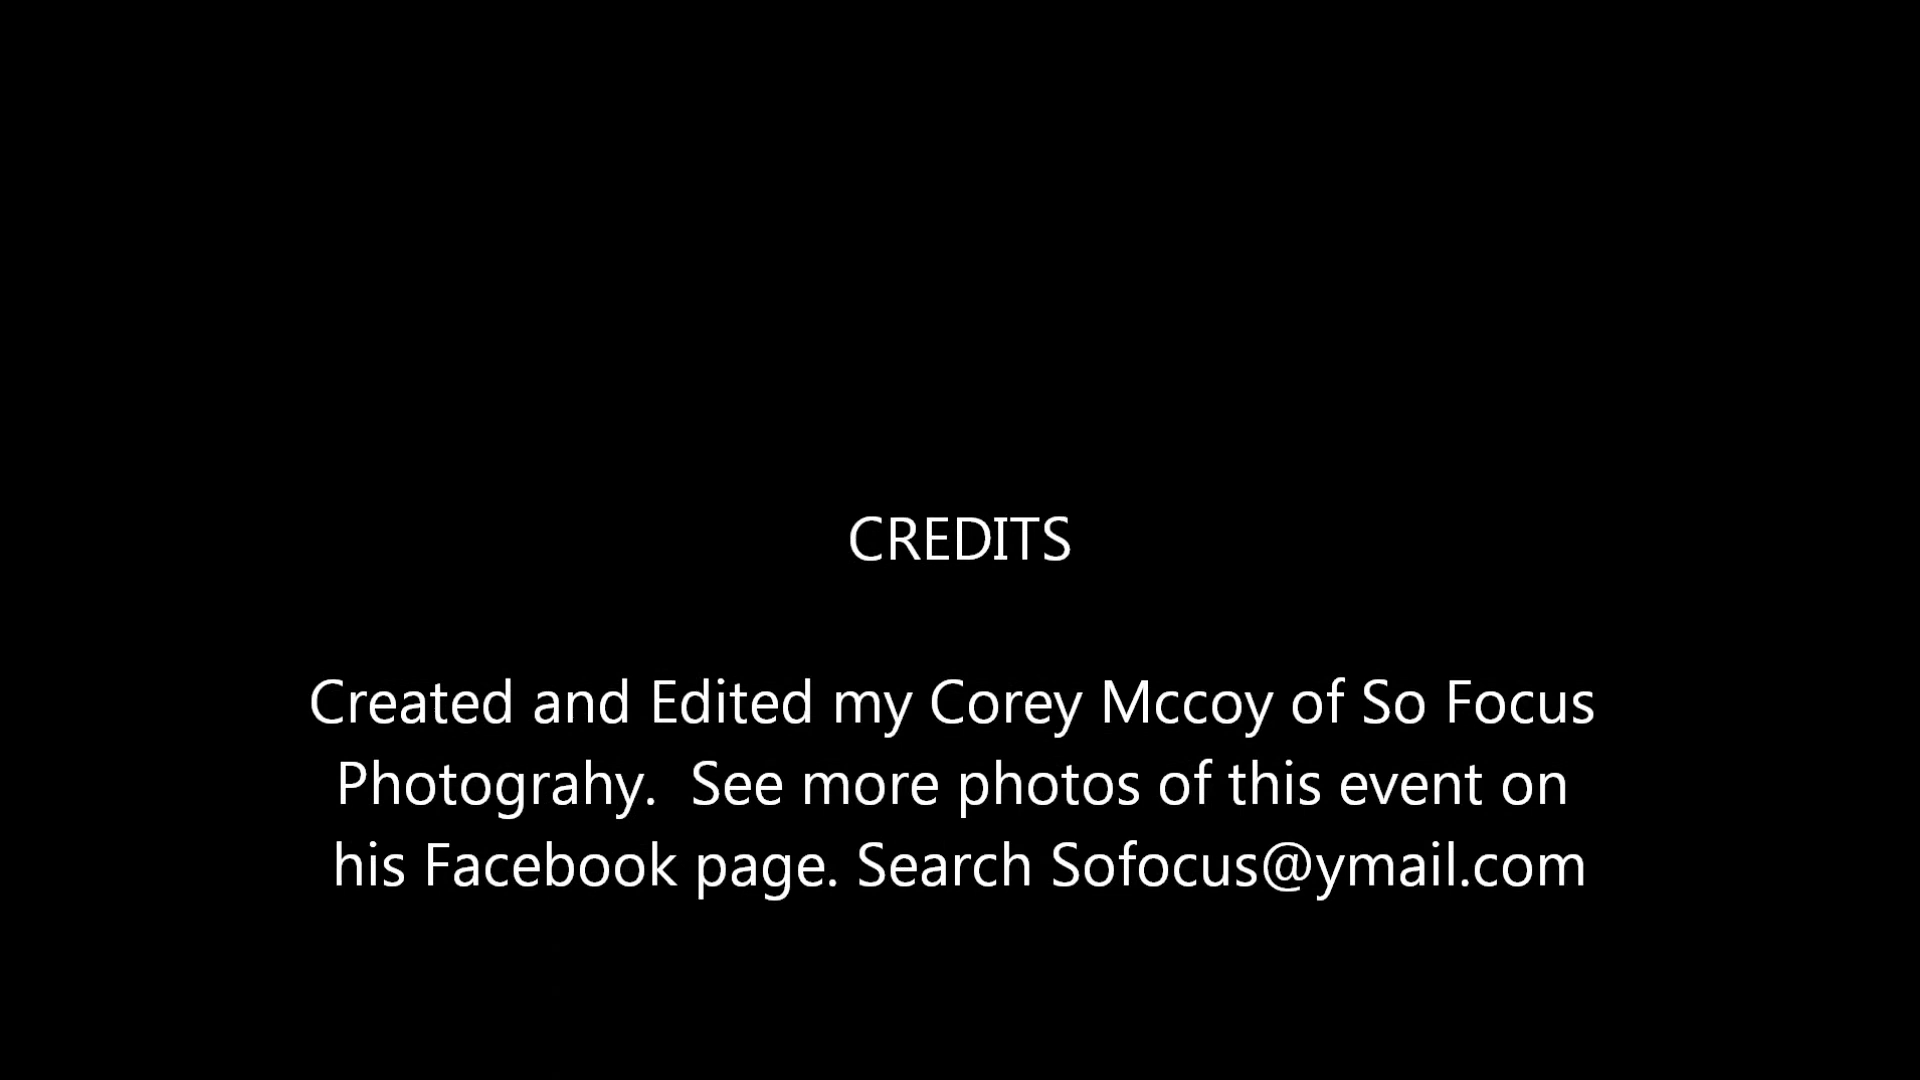 CREDITS
Created and Edited my Corey Mccoy of So Focus
Photograhy.  See more photos of this event on
his Facebook page. Search Sofocus@ymail.com